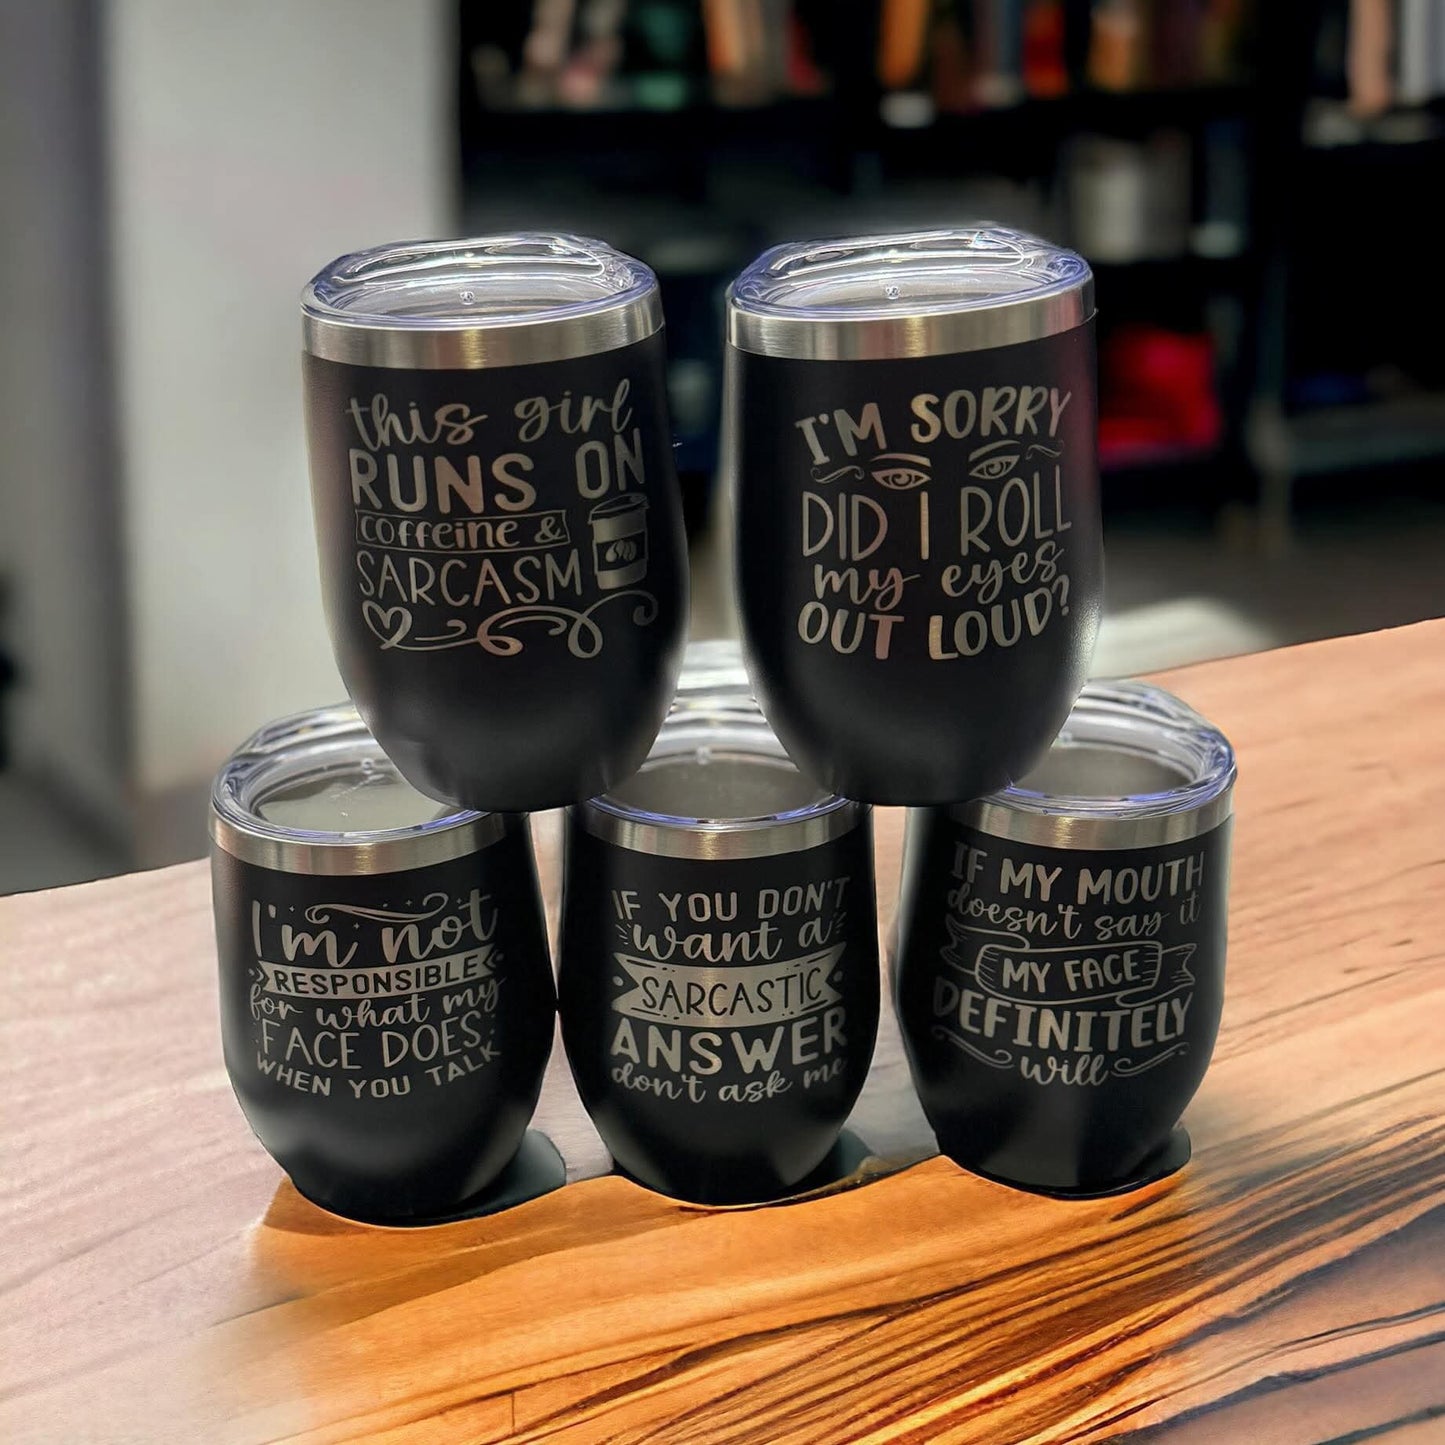 this girl
RUNS ON
coffeine &
SARCASM
I'M SORRY
DID I ROLL
my eyes
OUT LOUD?
I'm not
RESPONSIBLE
for what my
FACE DOES
WHEN YOU TALK
IF YOU DON'T
want a
SARCASTIC
ANSWER
don't ask me
IF MY MOUTH
doesn't say it
MY FACE
DEFINITELY
will